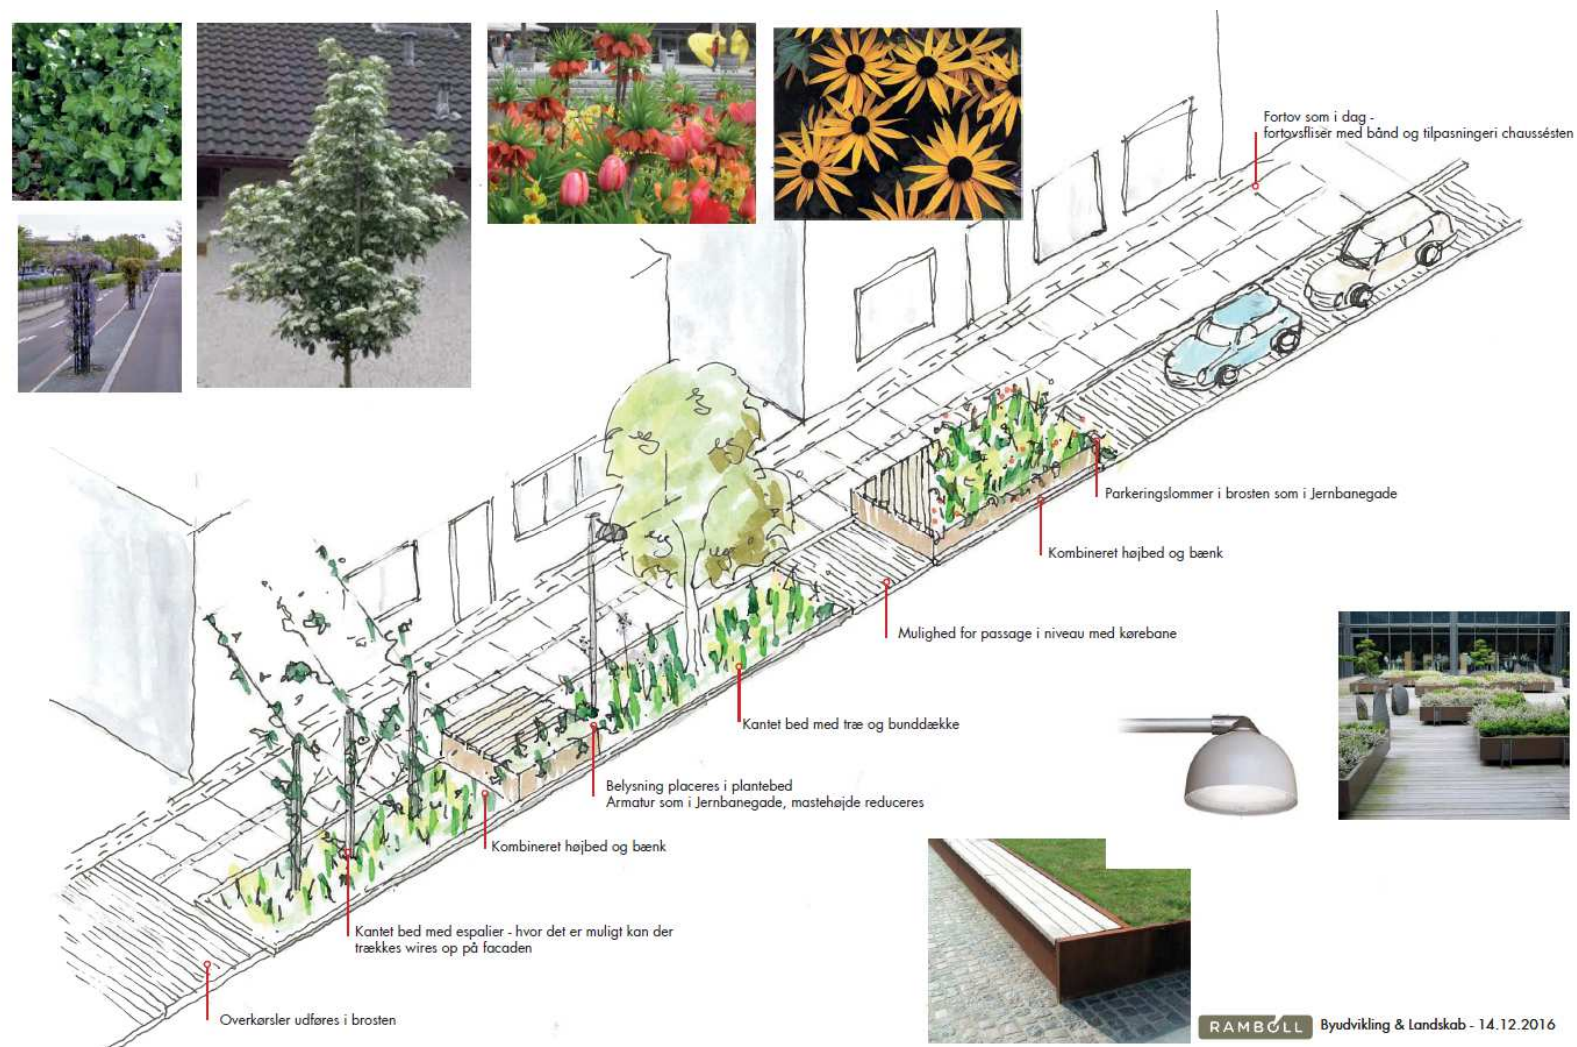 Fortov som i dag -
fortovsfliser med bånd og tilpasningeri chaussésten
Parkeringslommer i brosten som i Jernbanegade
Kombineret højbed og bænk
Mulighed for passage i niveau med kørebane
Kantet bed med træ og bunddække
Belysning placeres i plantebed
Armatur som i Jernbanegade, mastehøjde reduceres
Kombineret højbed og bænk
Kantet bed med espalier - hvor det er muligt kan der
trækkes wires op på facaden
Overkørsler udføres i brosten
RAMBOLL Byudvikling & Landskab - 14.12.2016